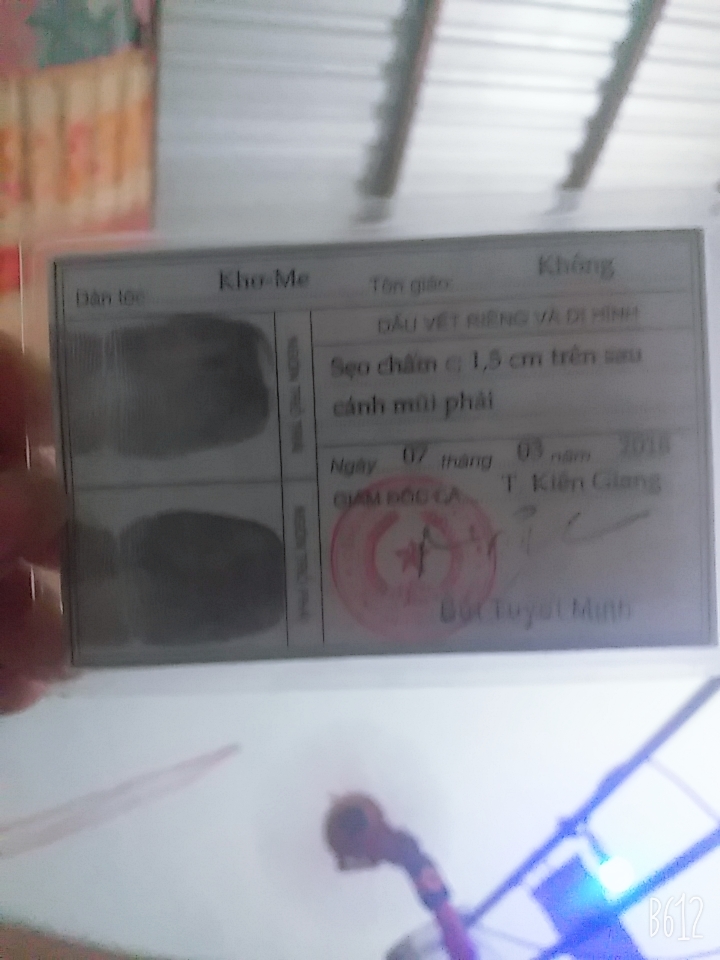 Dân tộc: Khơ-Me Tôn giáo: Không
DẤU VẾT RIÊNG VÀ DỊ HÌNH
Sẹo chấm c; 1,5 cm trên sau
cánh mũi phải
Ngày 07 tháng 03 năm 2018
GIÁM ĐỐC CA T. Kiên Giang
Bùi Tuyết Minh
NGÓN TRỎ TRÁI
NGÓN TRỎ PHẢI
B612